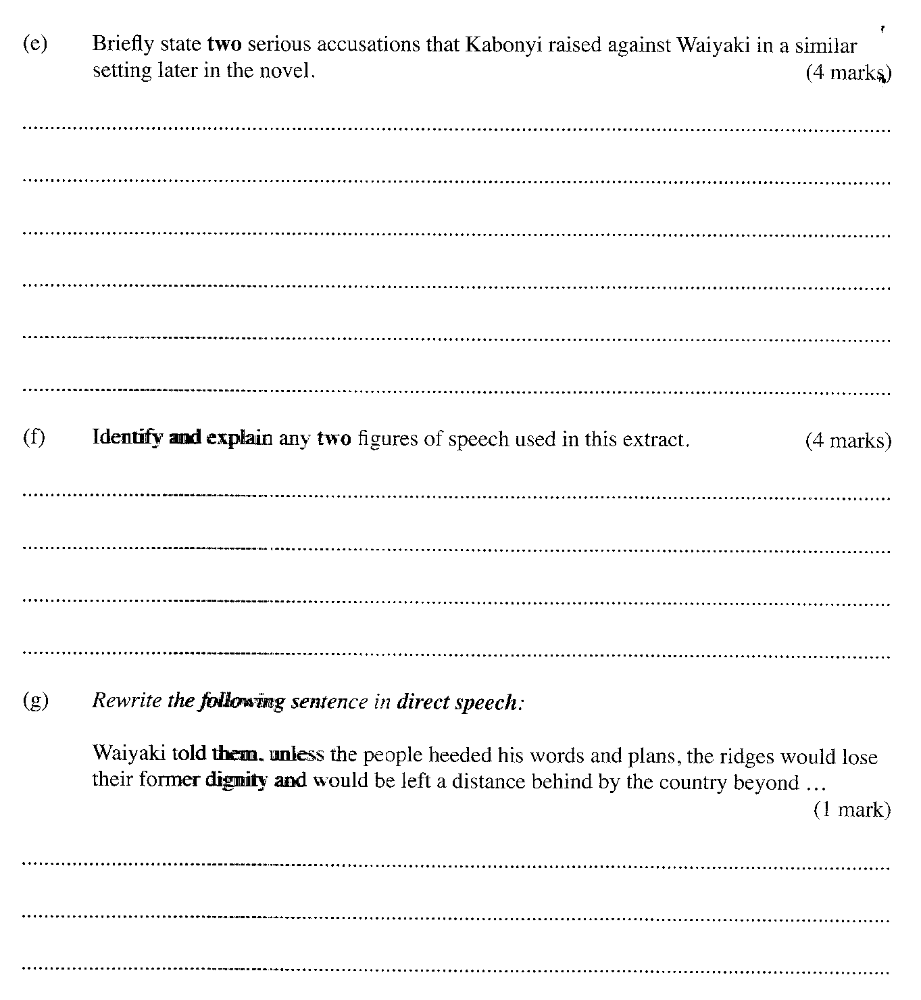 (e) Briefly state two serious accusations that Kabonyi raised against Waiyaki in a similar
setting later in the novel. (4 marks)
(f) Identify and explain any two figures of speech used in this extract. (4 marks)
(g) Rewrite the following sentence in direct speech:
Waiyaki told them, unless the people heeded his words and plans, the ridges would lose
their former dignity and would be left a distance behind by the country beyond ...
(1 mark)